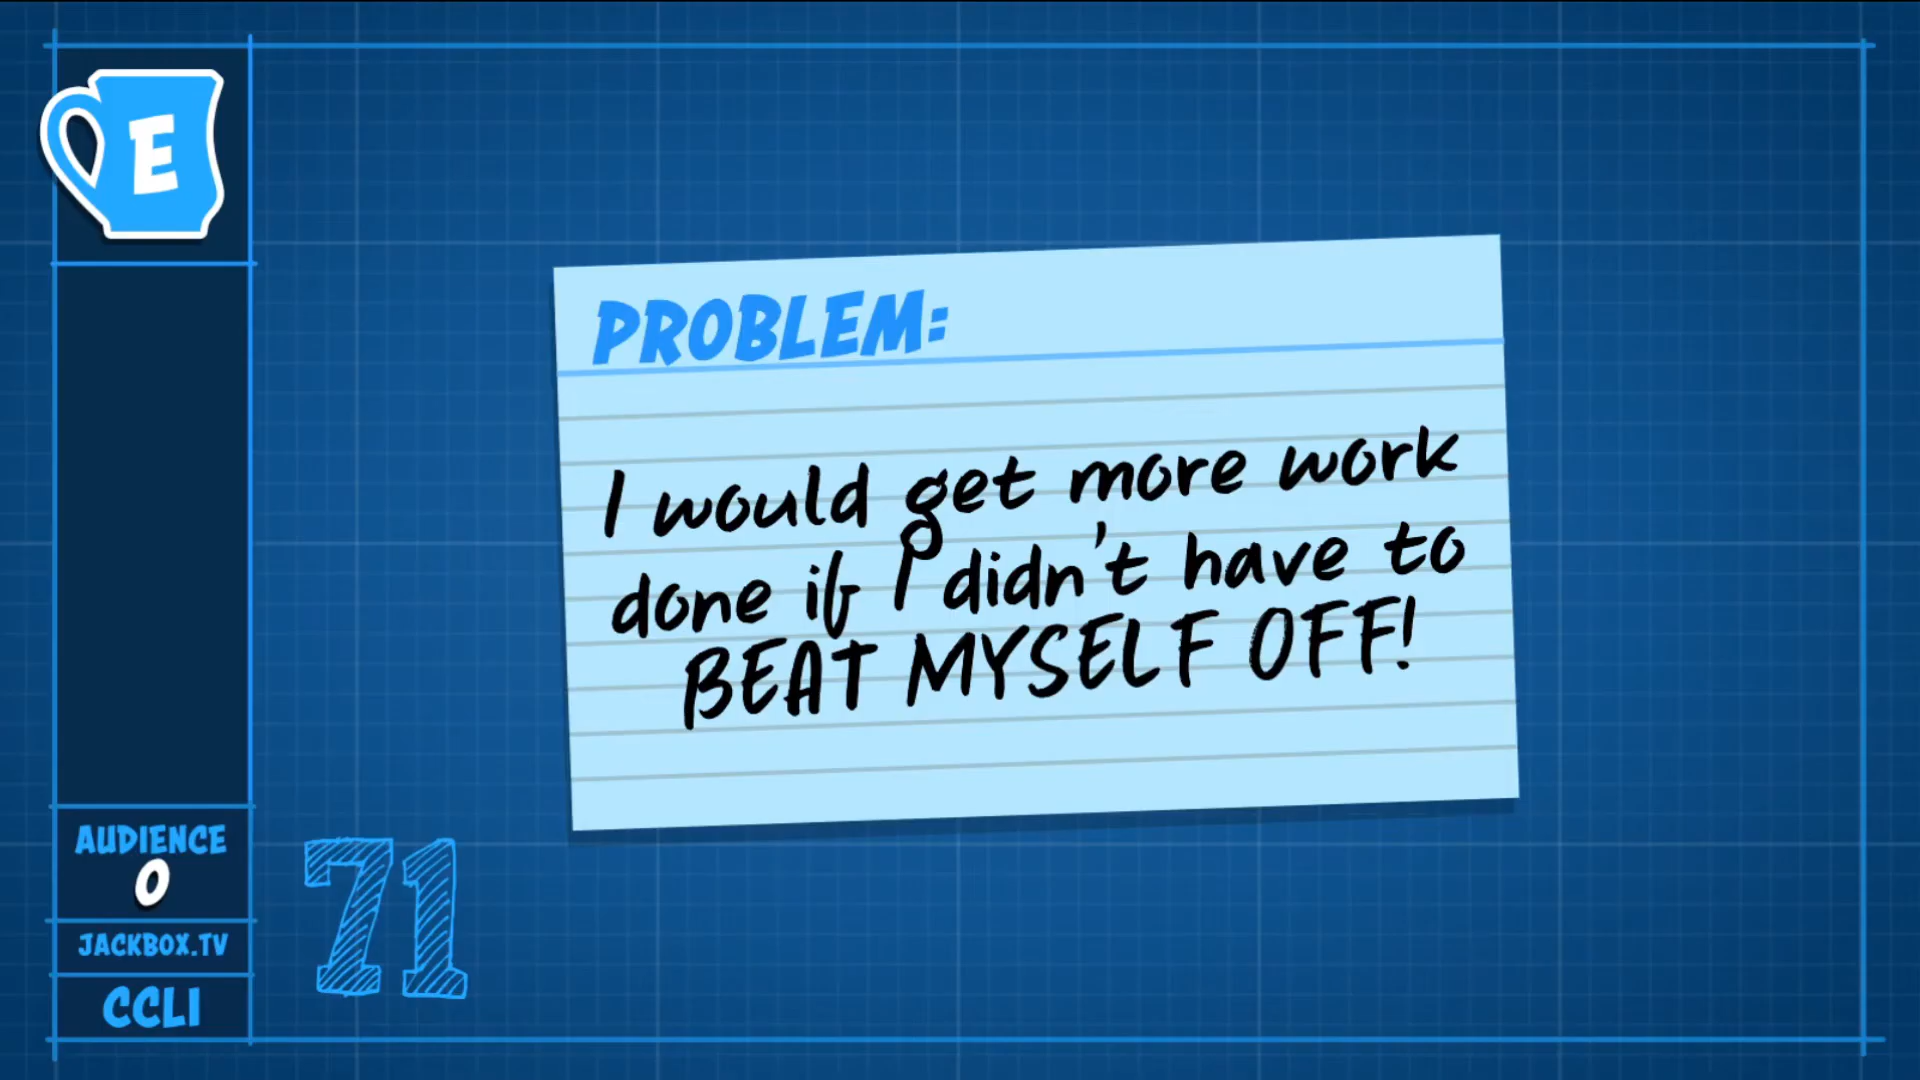 E
PROBLEM:
I would get more work
done if I didn't have to
BEAT MYSELF OFF!
AUDIENCE
0
JACKBOX.TV
CCLI
71